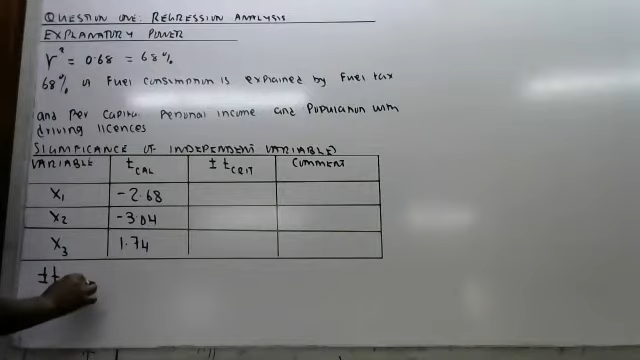 QUESTION ONE: REGRESSION ANALYSIS
EXPLANATORY POWER
r² = 0.68 = 68%
68% of Fuel consumption is explained by Fuel tax
and Per Capita Personal income and Population with
driving licences
SIGNIFICANCE OF INDEPENDENT VARIABLE)
VARIABLE t CAL ± t CRIT COMMENT
X1 -2.68
X2 -3.04
X3 1.74
±t